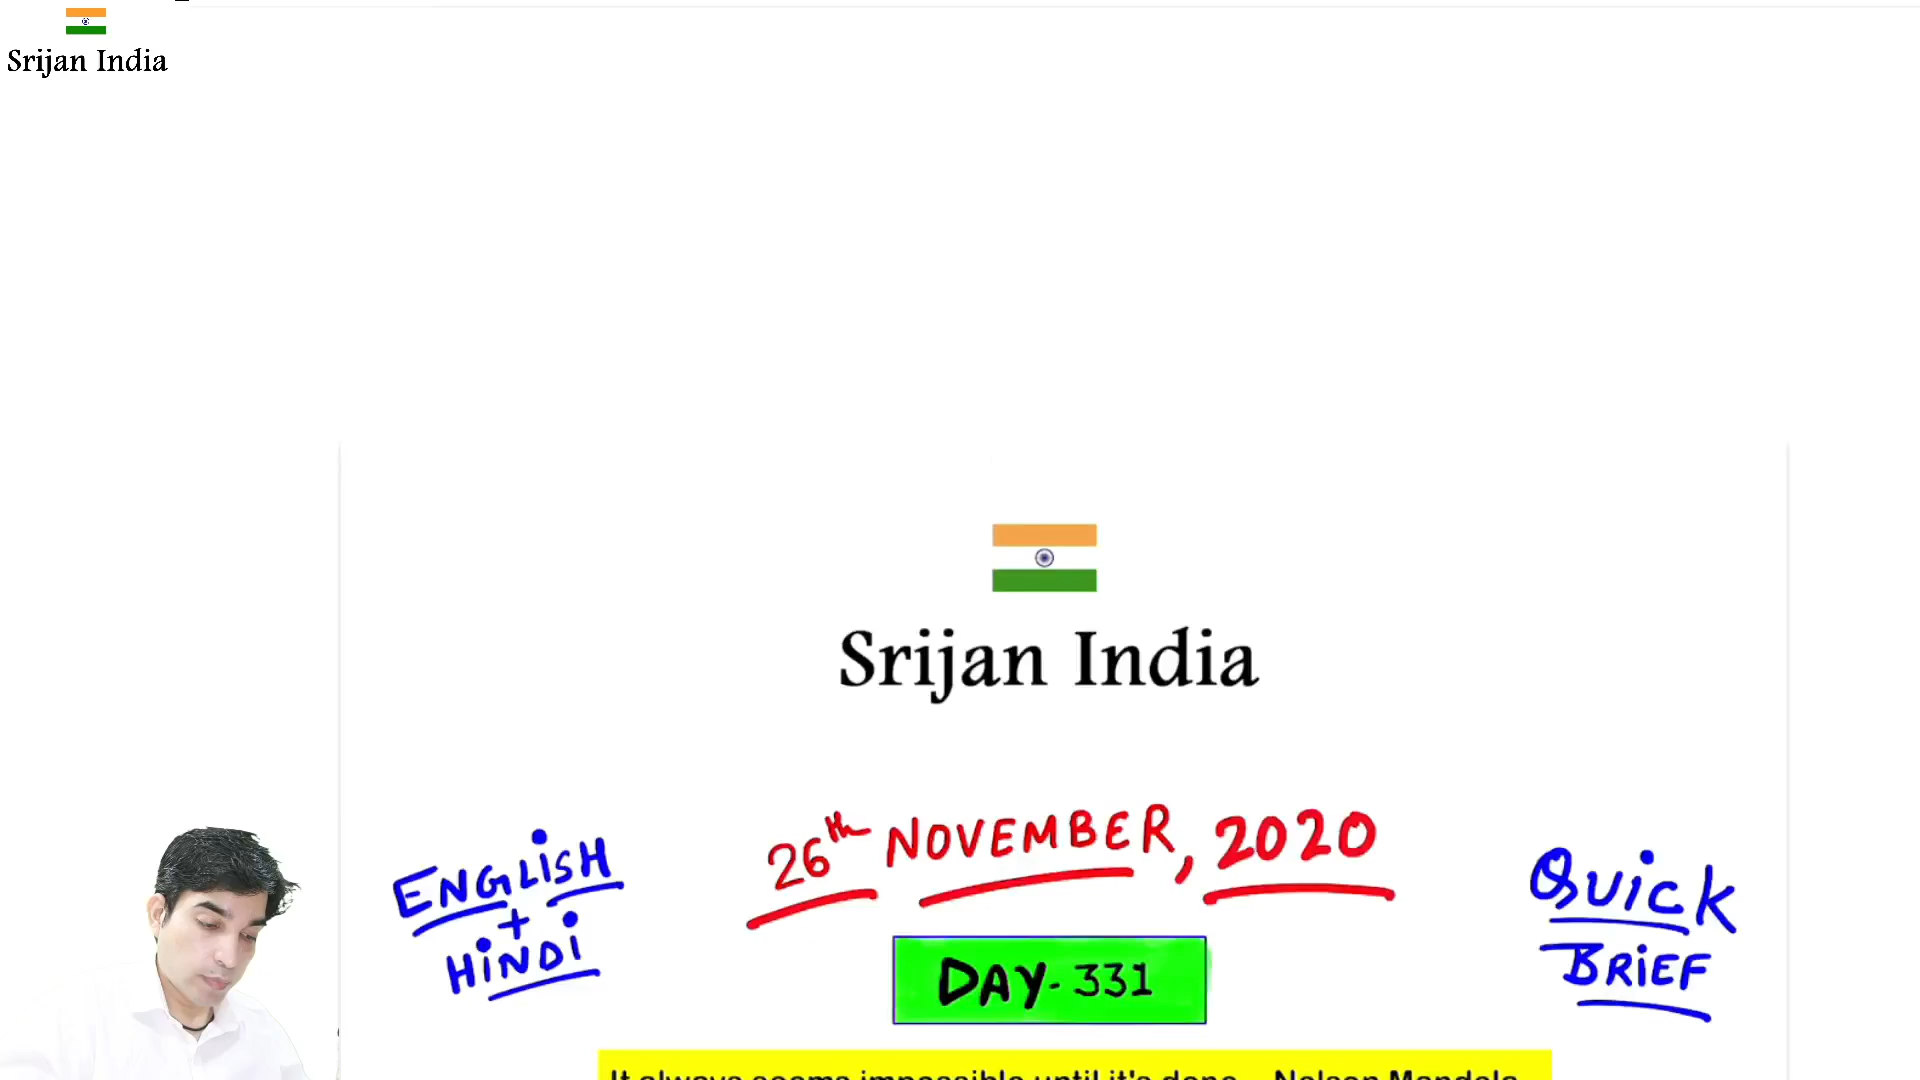 Srijan India
Srijan India
26th NOVEMBER, 2020
ENGLISH
+
HINDI
QUICK
BRIEF
DAY-331
It always seems impossible until it's done. - Nelson Mandela